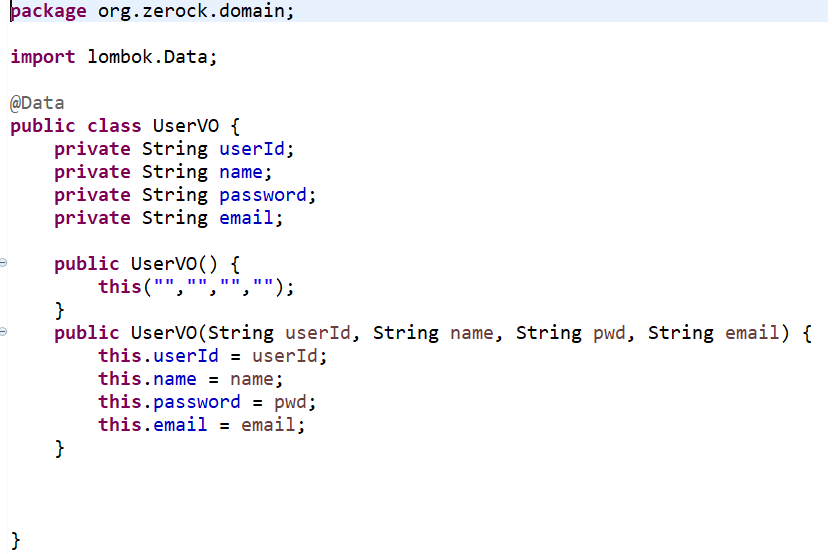 package org.zerock.domain;
import lombok.Data;
@Data
public class UserVO {
    private String userId;
    private String name;
    private String password;
    private String email;
    public UserVO() {
        this("","","","");
    }
    public UserVO(String userId, String name, String pwd, String email) {
        this.userId = userId;
        this.name = name;
        this.password = pwd;
        this.email = email;
    }
}